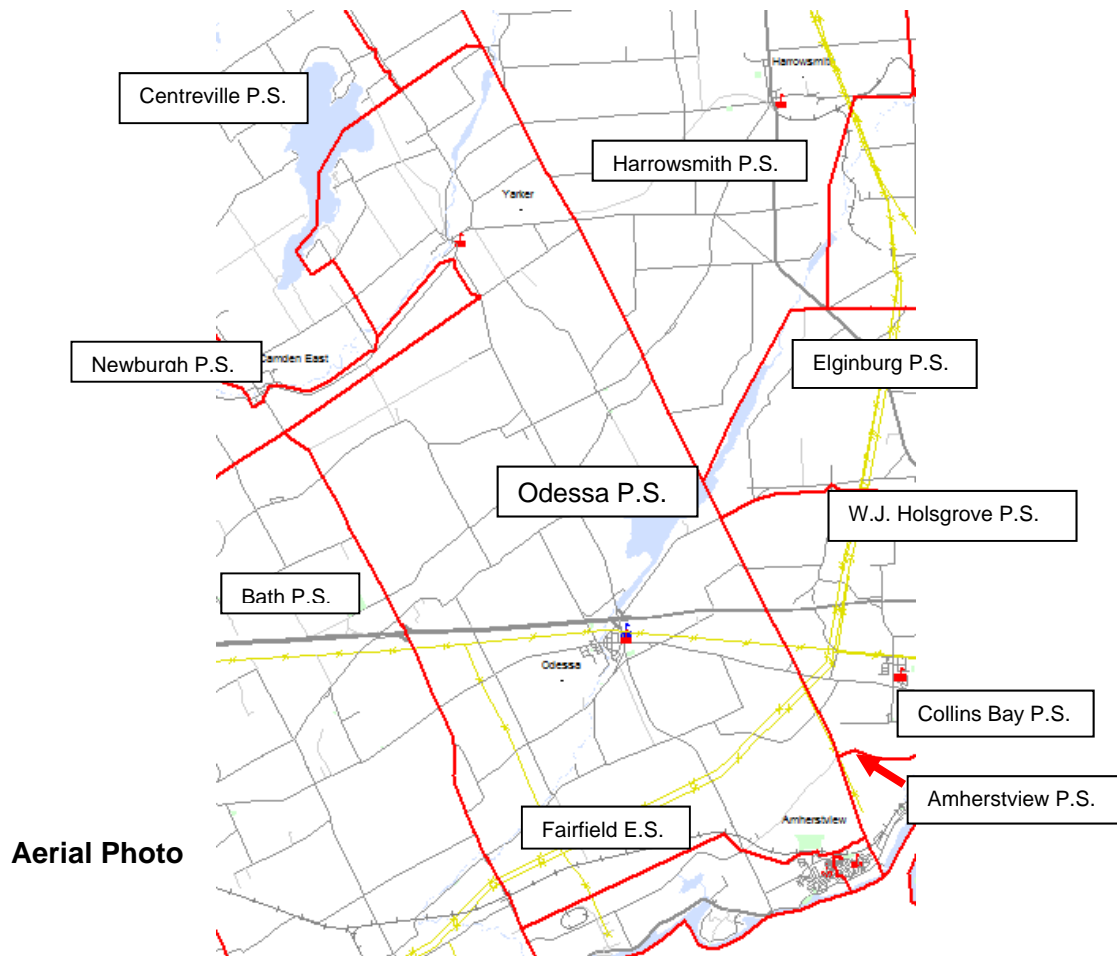 Harrowsmith
Centreville P.S.
Harrowsmith P.S.
Yarker
Newburgh P.S.
Camden East
Elginburg P.S.
Odessa P.S.
W.J. Holsgrove P.S.
Bath P.S.
Odessa
Collins Bay P.S.
Amherstview P.S.
Fairfield E.S.
Amherstview
Aerial Photo